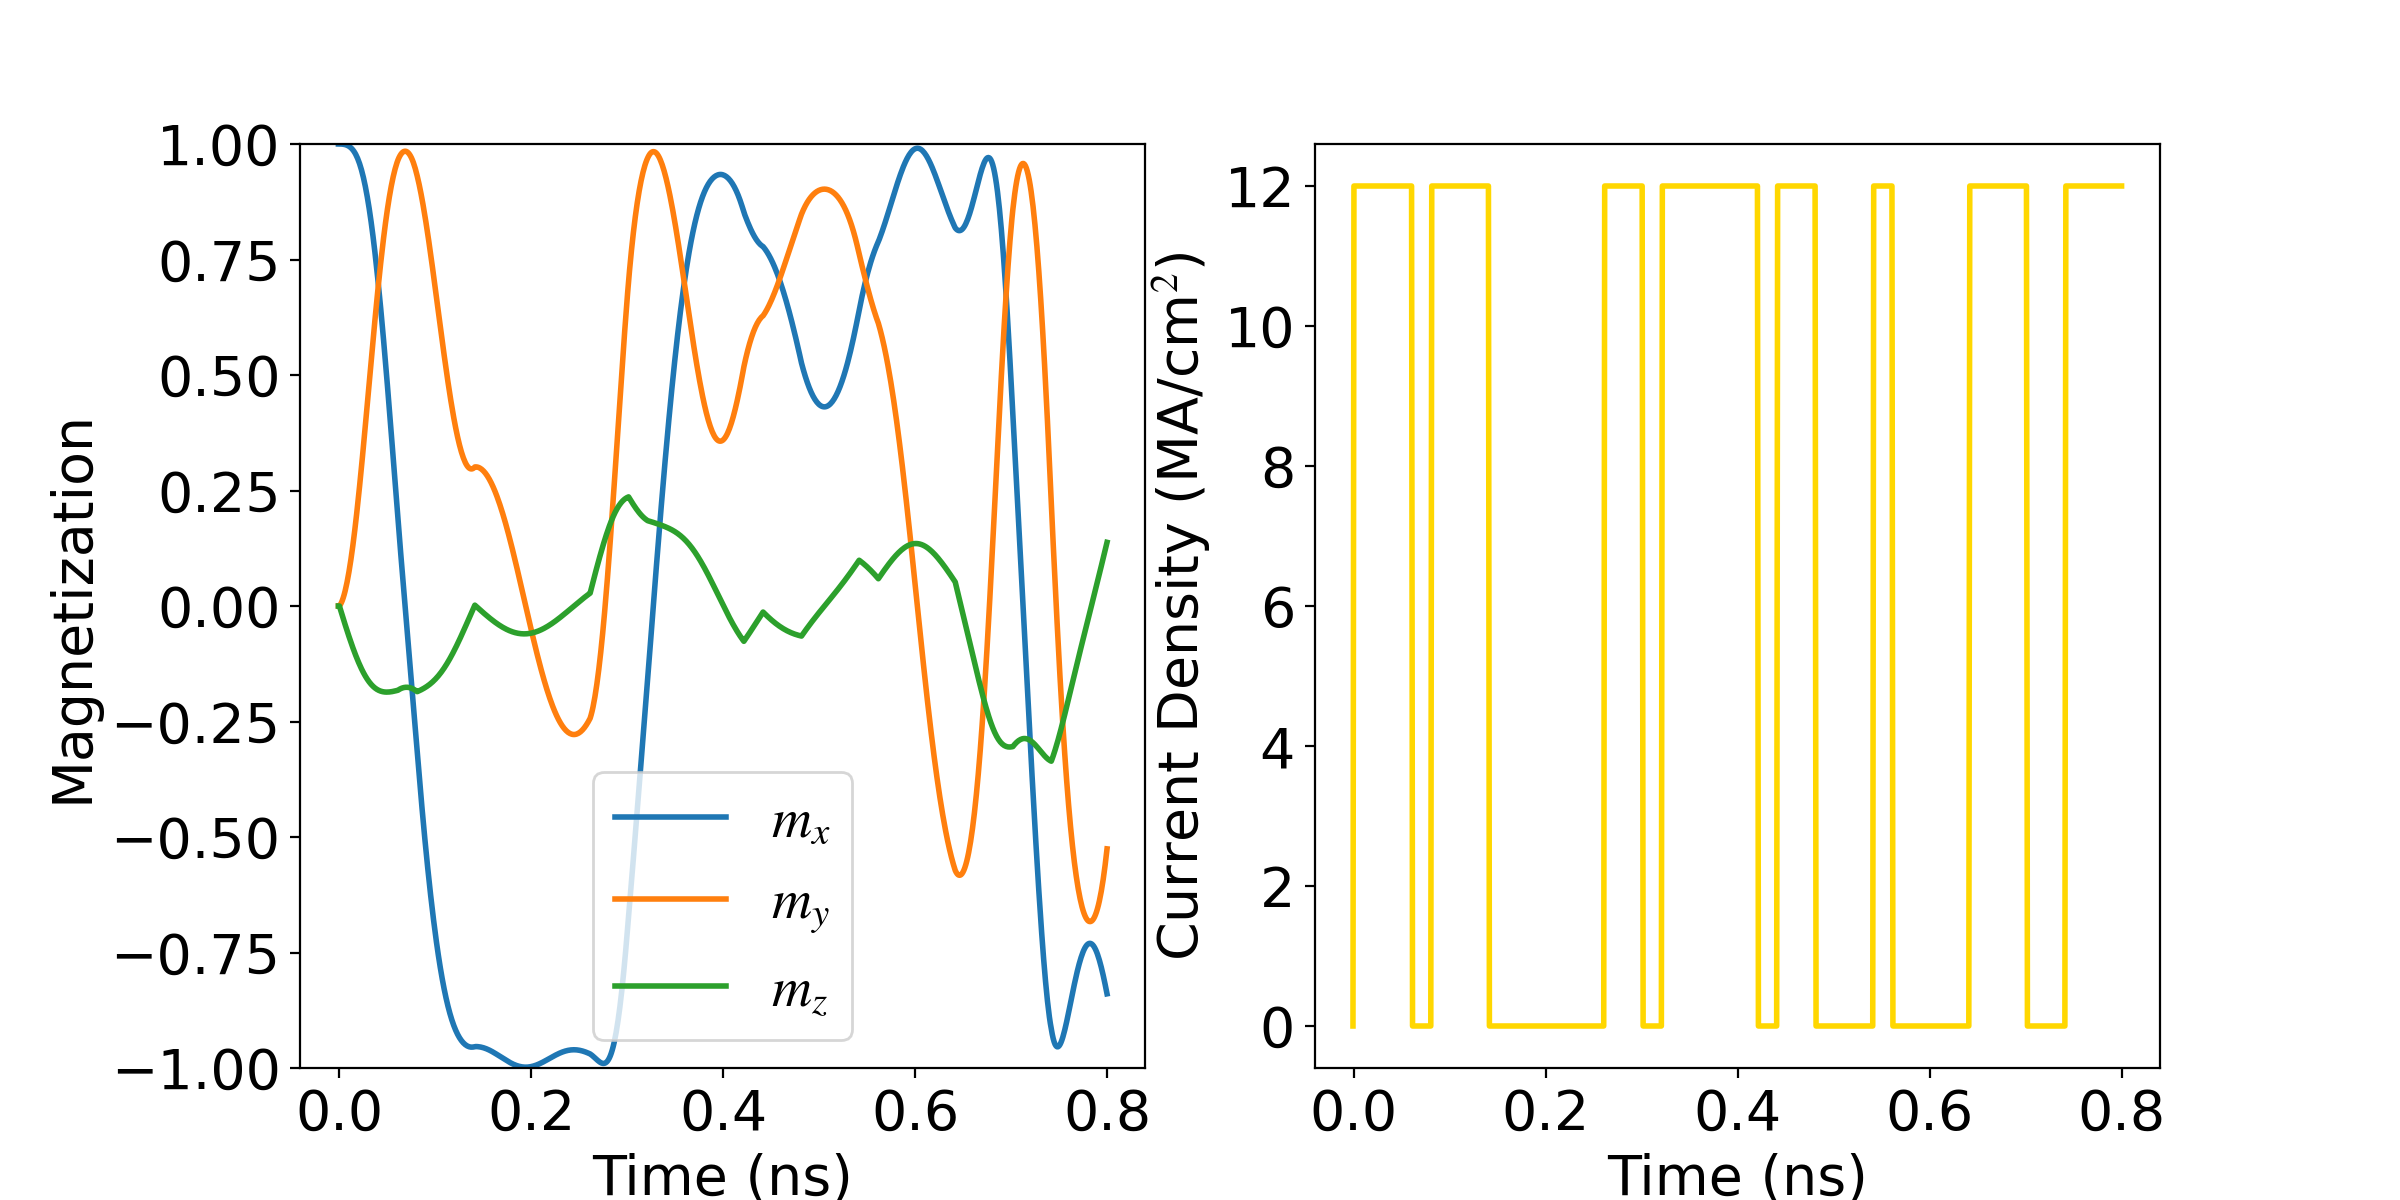 Magnetization
1.00
0.75
0.50
0.25
0.00
−0.25
−0.50
−0.75
−1.00
0.0 0.2 0.4 0.6 0.8
Time (ns)
m_x
m_y
m_z
Current Density (MA/cm²)
12
10
8
6
4
2
0
0.0 0.2 0.4 0.6 0.8
Time (ns)